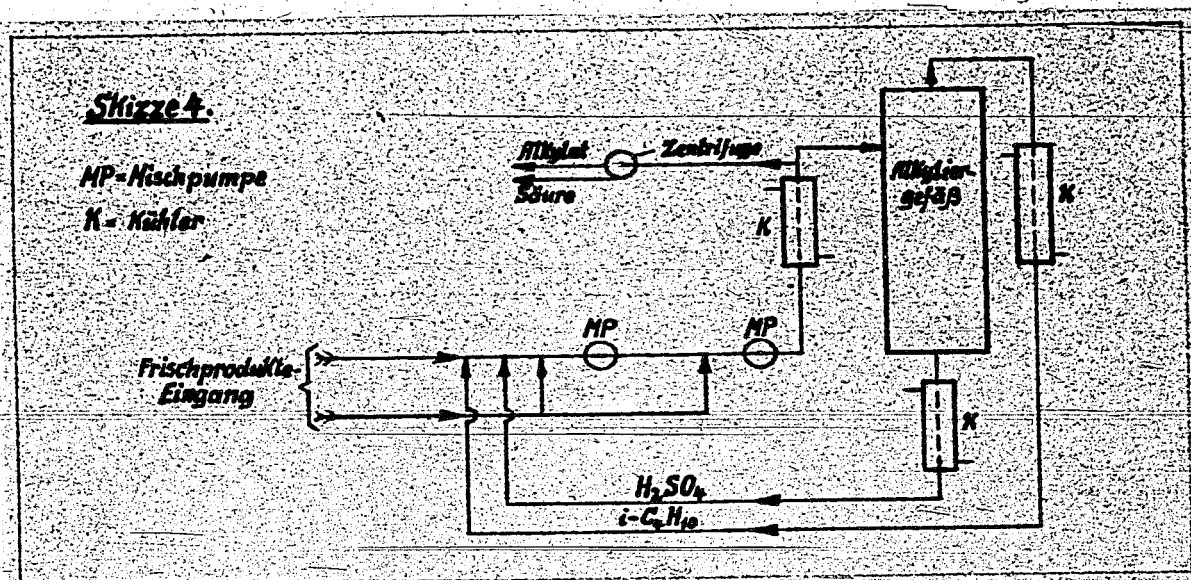 Skizze 4.
MP = Mischpumpe
K = Kühler
Alkylat
Zentrifuge
Säure
K
Alkylier-
gefäß
K
MP
MP
Frischprodukte-
Eingang
K
H₂SO₄
i-C₄H₁₀